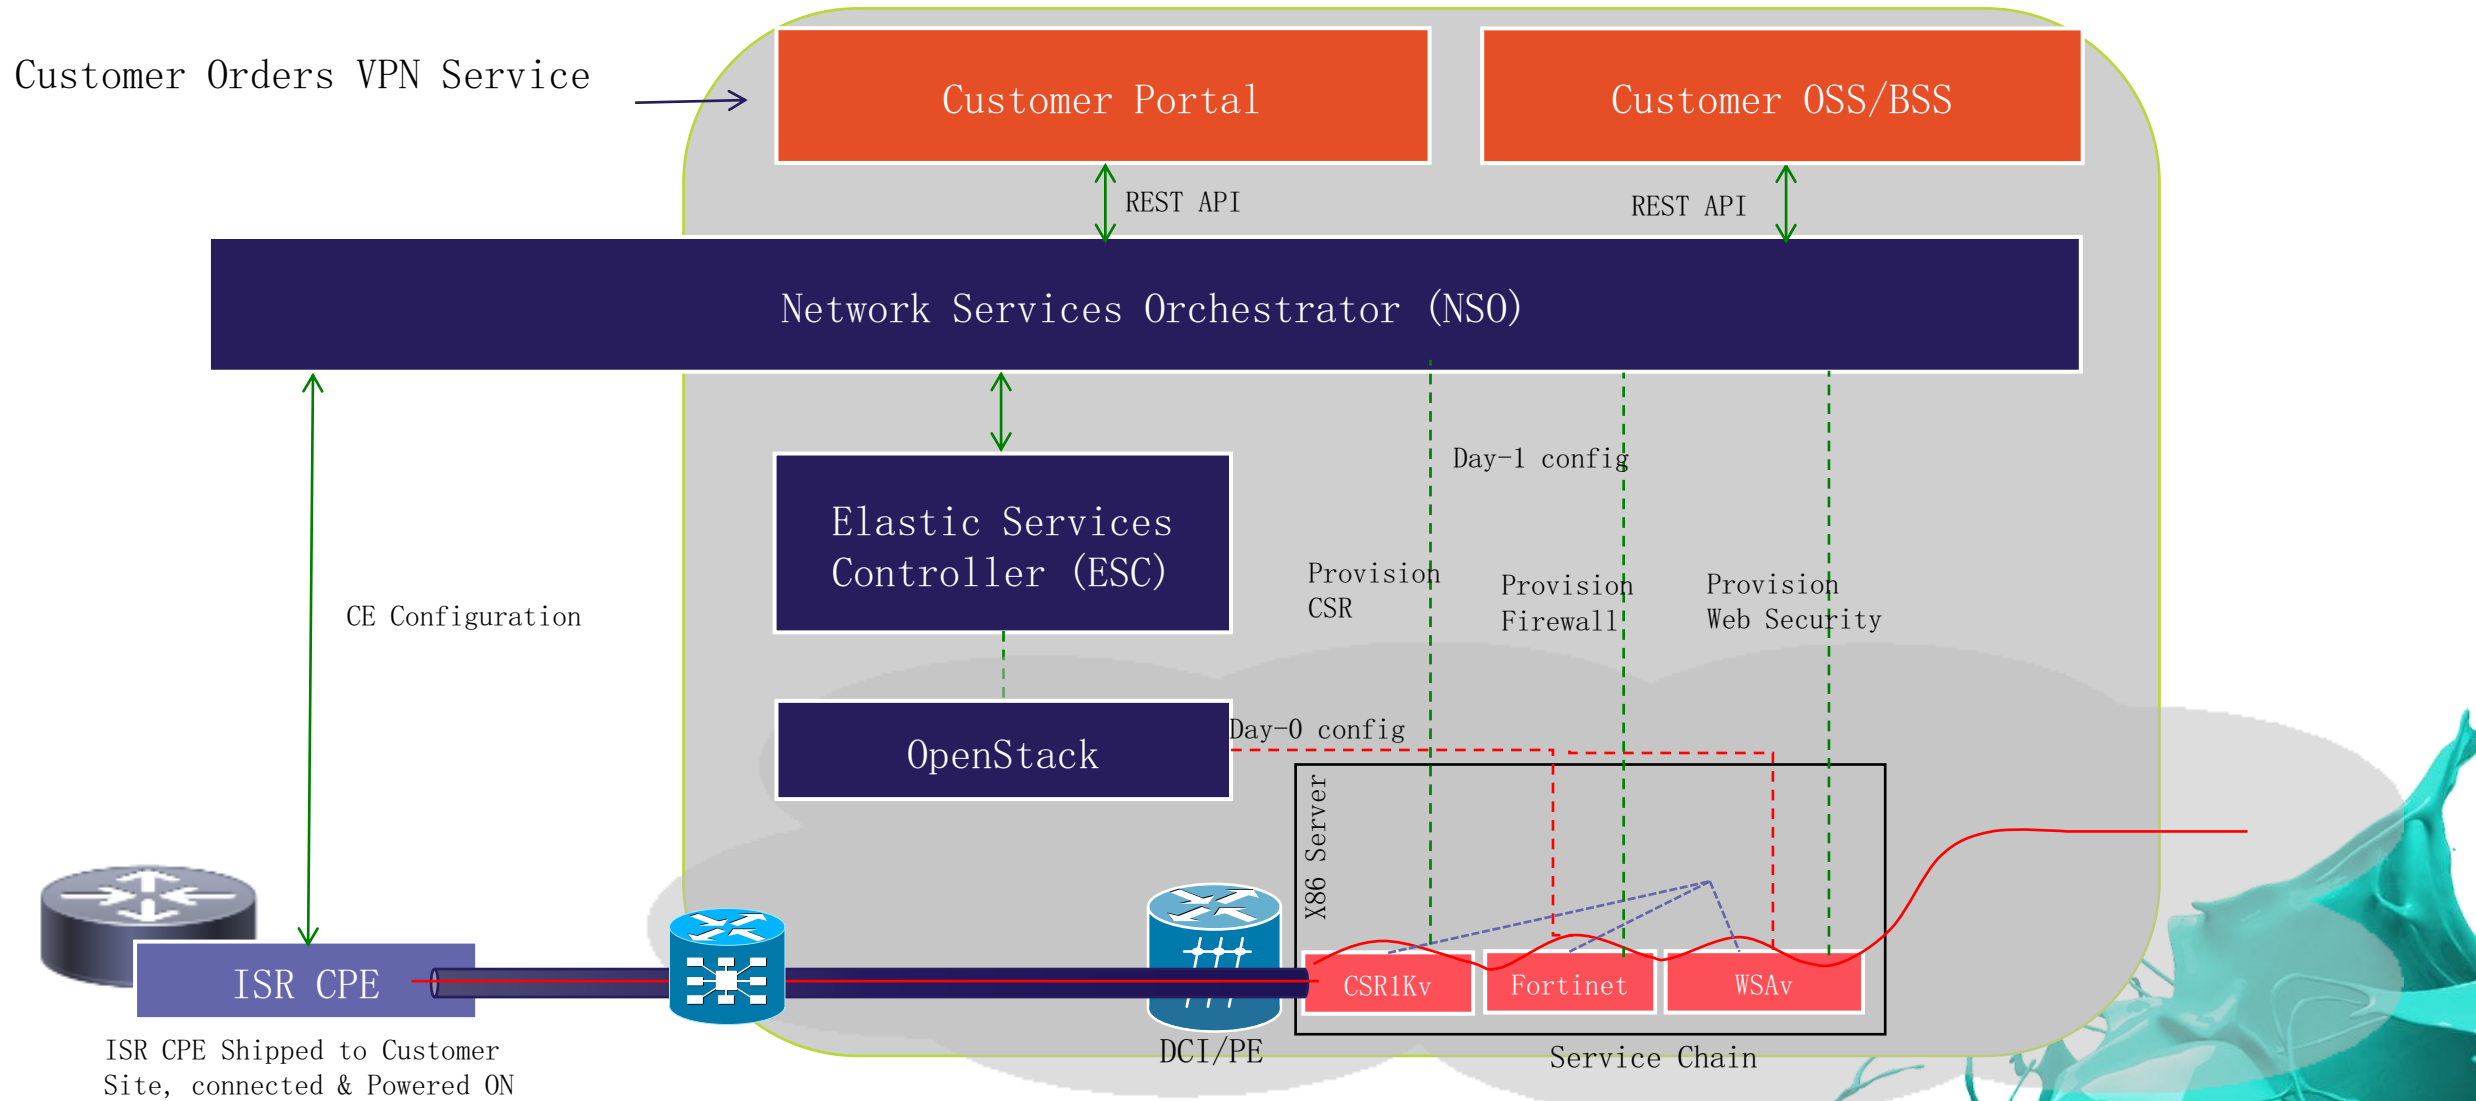 Customer Orders VPN Service
Customer Portal
Customer OSS/BSS
REST API
REST API
Network Services Orchestrator (NSO)
Day-1 config
Elastic Services
Controller (ESC)
Provision
CSR
Provision
Firewall
Provision
Web Security
CE Configuration
Day-0 config
OpenStack
X86 Server
ISR CPE
CSR1Kv
Fortinet
WSAv
DCI/PE
Service Chain
ISR CPE Shipped to Customer
Site, connected & Powered ON